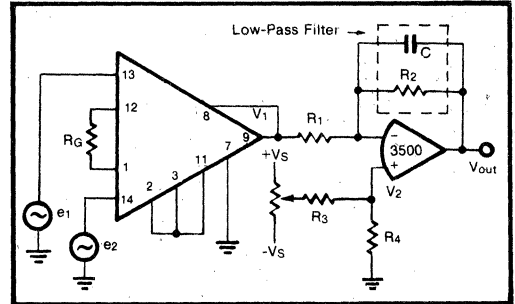 Low-Pass Filter
C
R2
13
12
RG
1
14
8
V1
9
2
3
11
7
R1
−
3500
+
Vout
V2
+VS
R3
-VS
R4
e1
e2